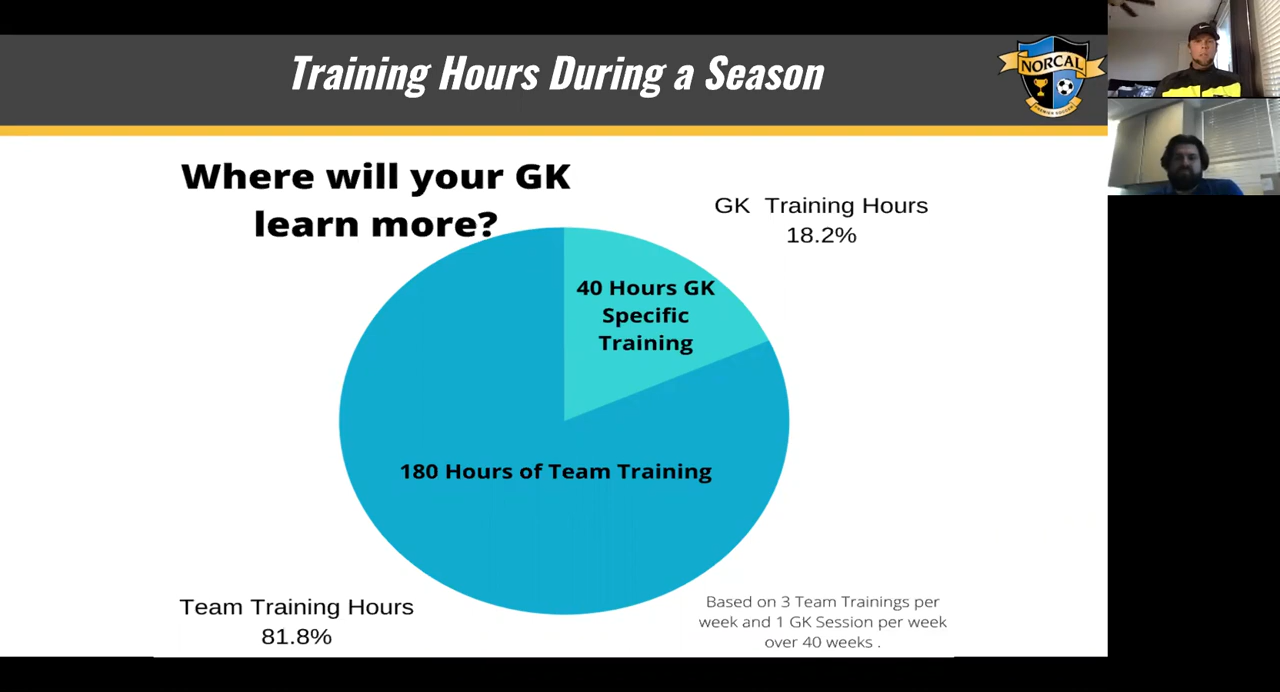 Training Hours During a Season
NORCAL
PREMIER SOCCER
Where will your GK
learn more?
GK Training Hours
18.2%
40 Hours GK
Specific
Training
180 Hours of Team Training
Team Training Hours
81.8%
Based on 3 Team Trainings per
week and 1 GK Session per week
over 40 weeks .